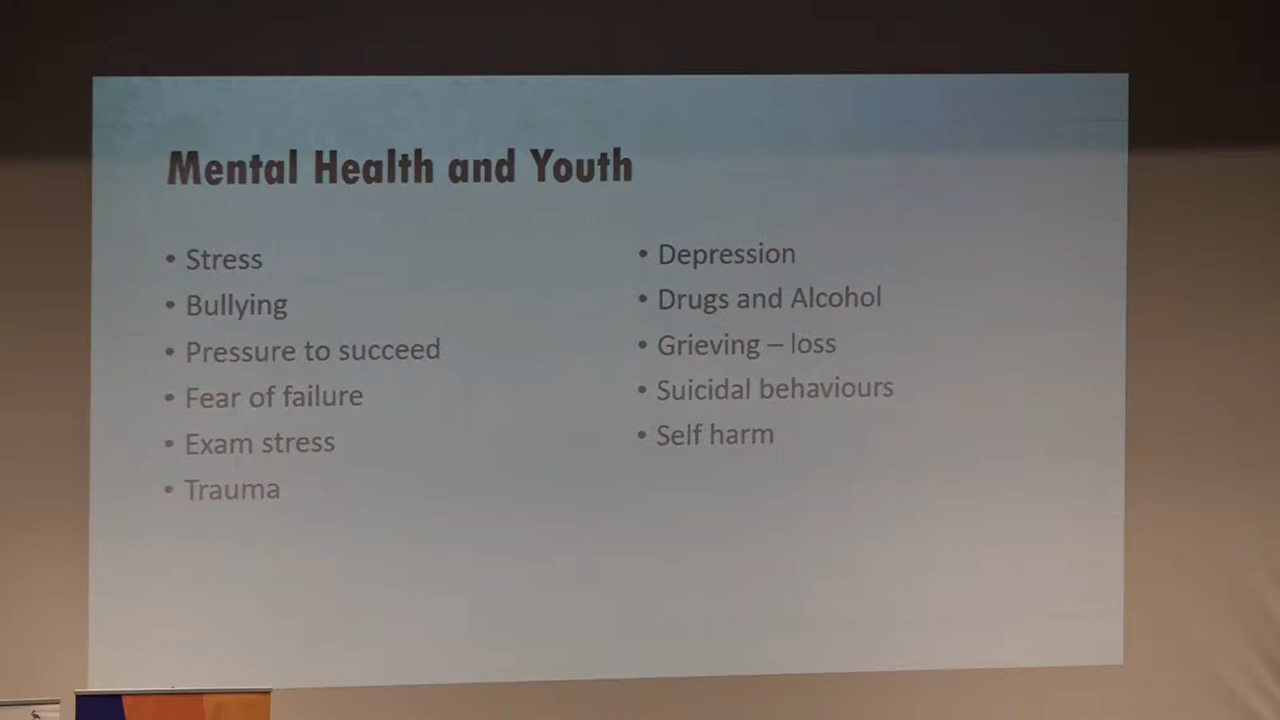 Mental Health and Youth
• Stress
• Bullying
• Pressure to succeed
• Fear of failure
• Exam stress
• Trauma
• Depression
• Drugs and Alcohol
• Grieving – loss
• Suicidal behaviours
• Self harm